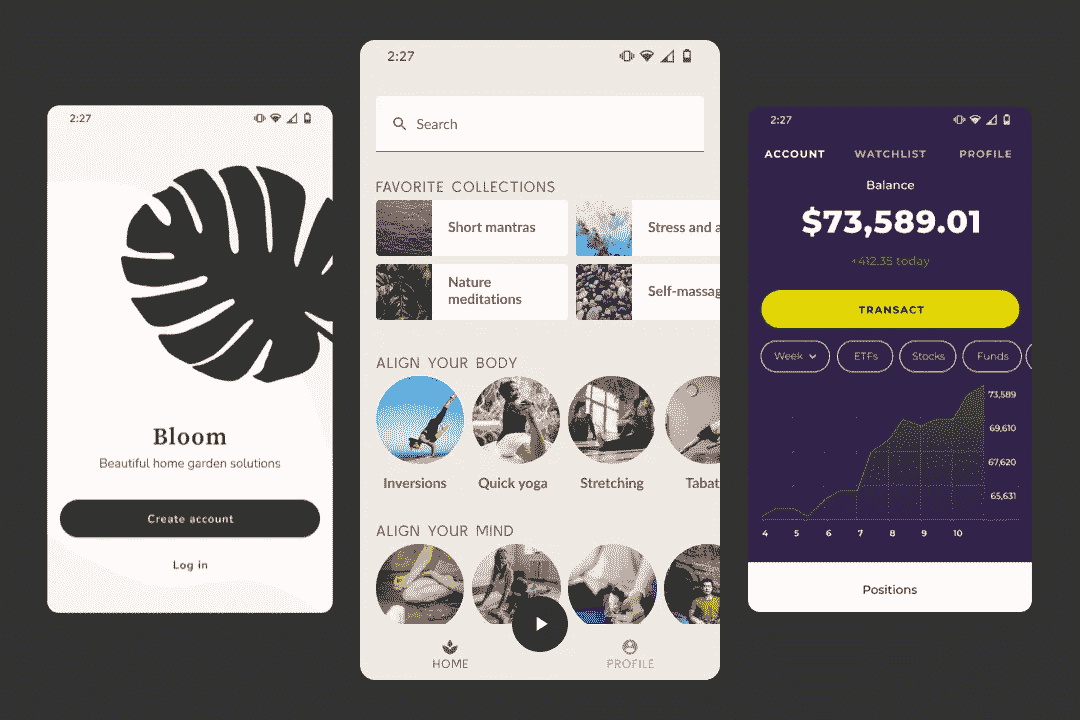 2:27
Bloom
Beautiful home garden solutions
Create account
Log in
2:27
Search
FAVORITE COLLECTIONS
Short mantras
Stress and a
Nature
meditations
Self-massag
ALIGN YOUR BODY
Inversions
Quick yoga
Stretching
Tabat
ALIGN YOUR MIND
HOME
PROFILE
2:27
ACCOUNT
WATCHLIST
PROFILE
Balance
$73,589.01
+412.35 today
TRANSACT
Week
ETFs
Stocks
Funds
73,589
69,610
67,620
65,631
4 5 6 7 8 9 10
Positions